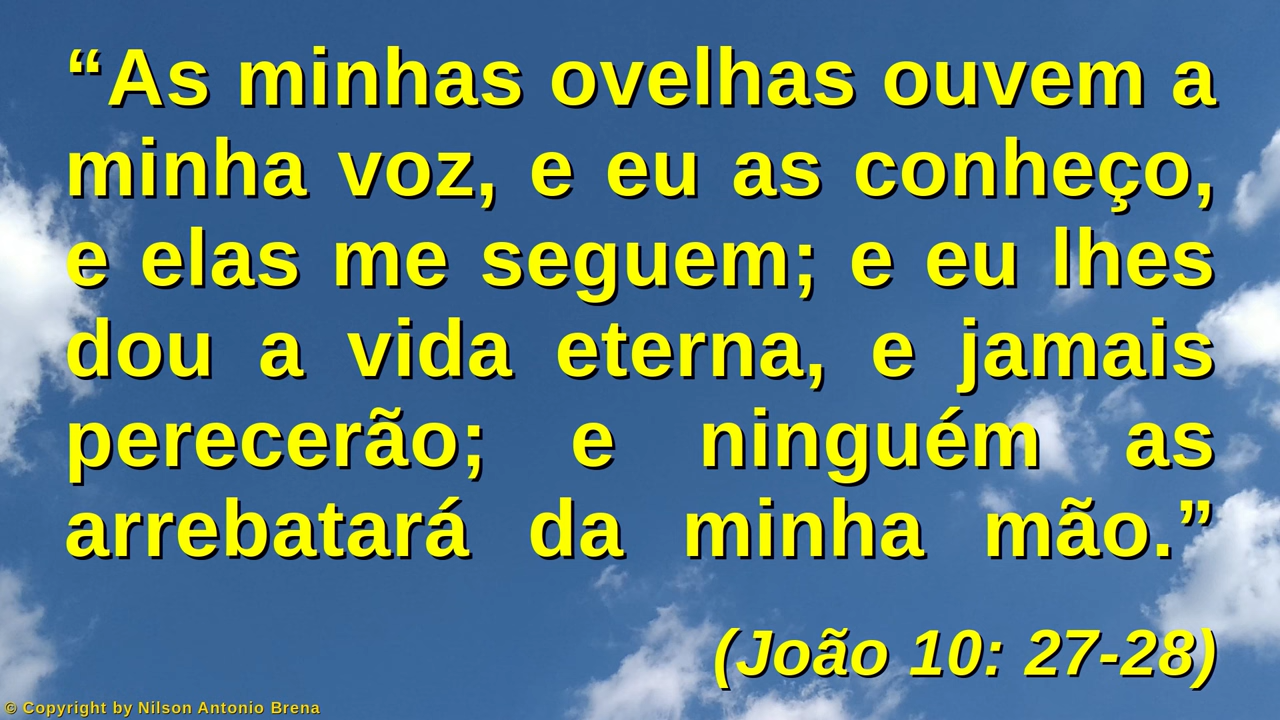 “As minhas ovelhas ouvem a
minha voz, e eu as conheço,
e elas me seguem; e eu lhes
dou a vida eterna, e jamais
perecerão; e ninguém as
arrebatará da minha mão.”
(João 10: 27-28)
© Copyright by Nilson Antonio Brena